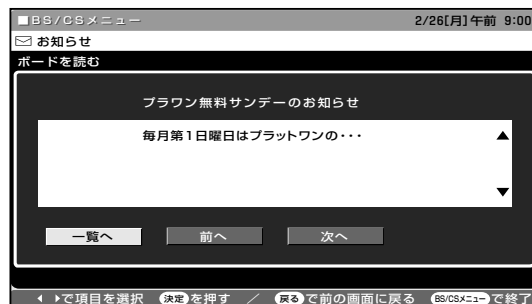 ■BS/CSメニュー 2/26[月]午前 9:00
お知らせ
ボードを読む
プラワン無料サンデーのお知らせ
毎月第1日曜日はプラットワンの・・・
一覧へ 前へ 次へ
で項目を選択 決定を押す ／ 戻るで前の画面に戻る BS/CSメニューで終了